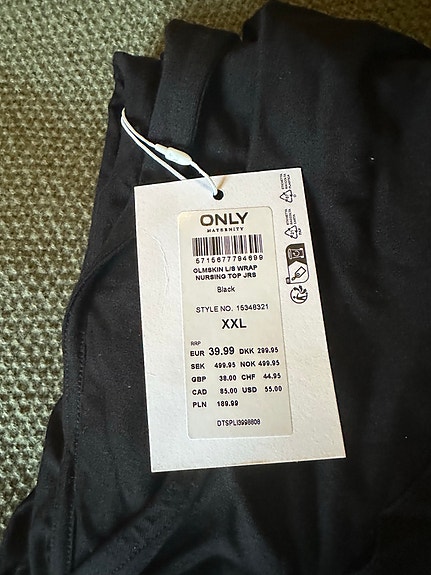 ONLY
MATERNITY
5715677794699
OLMSKIN L/S WRAP
NURSING TOP JRS
Black
STYLE NO. 15348321
XXL
RRP
EUR 39.99 DKK 299.95
SEK 499.95 NOK 499.95
GBP 38.00 CHF 44.95
CAD 85.00 USD 55.00
PLN 189.99
DTSPLI3998808